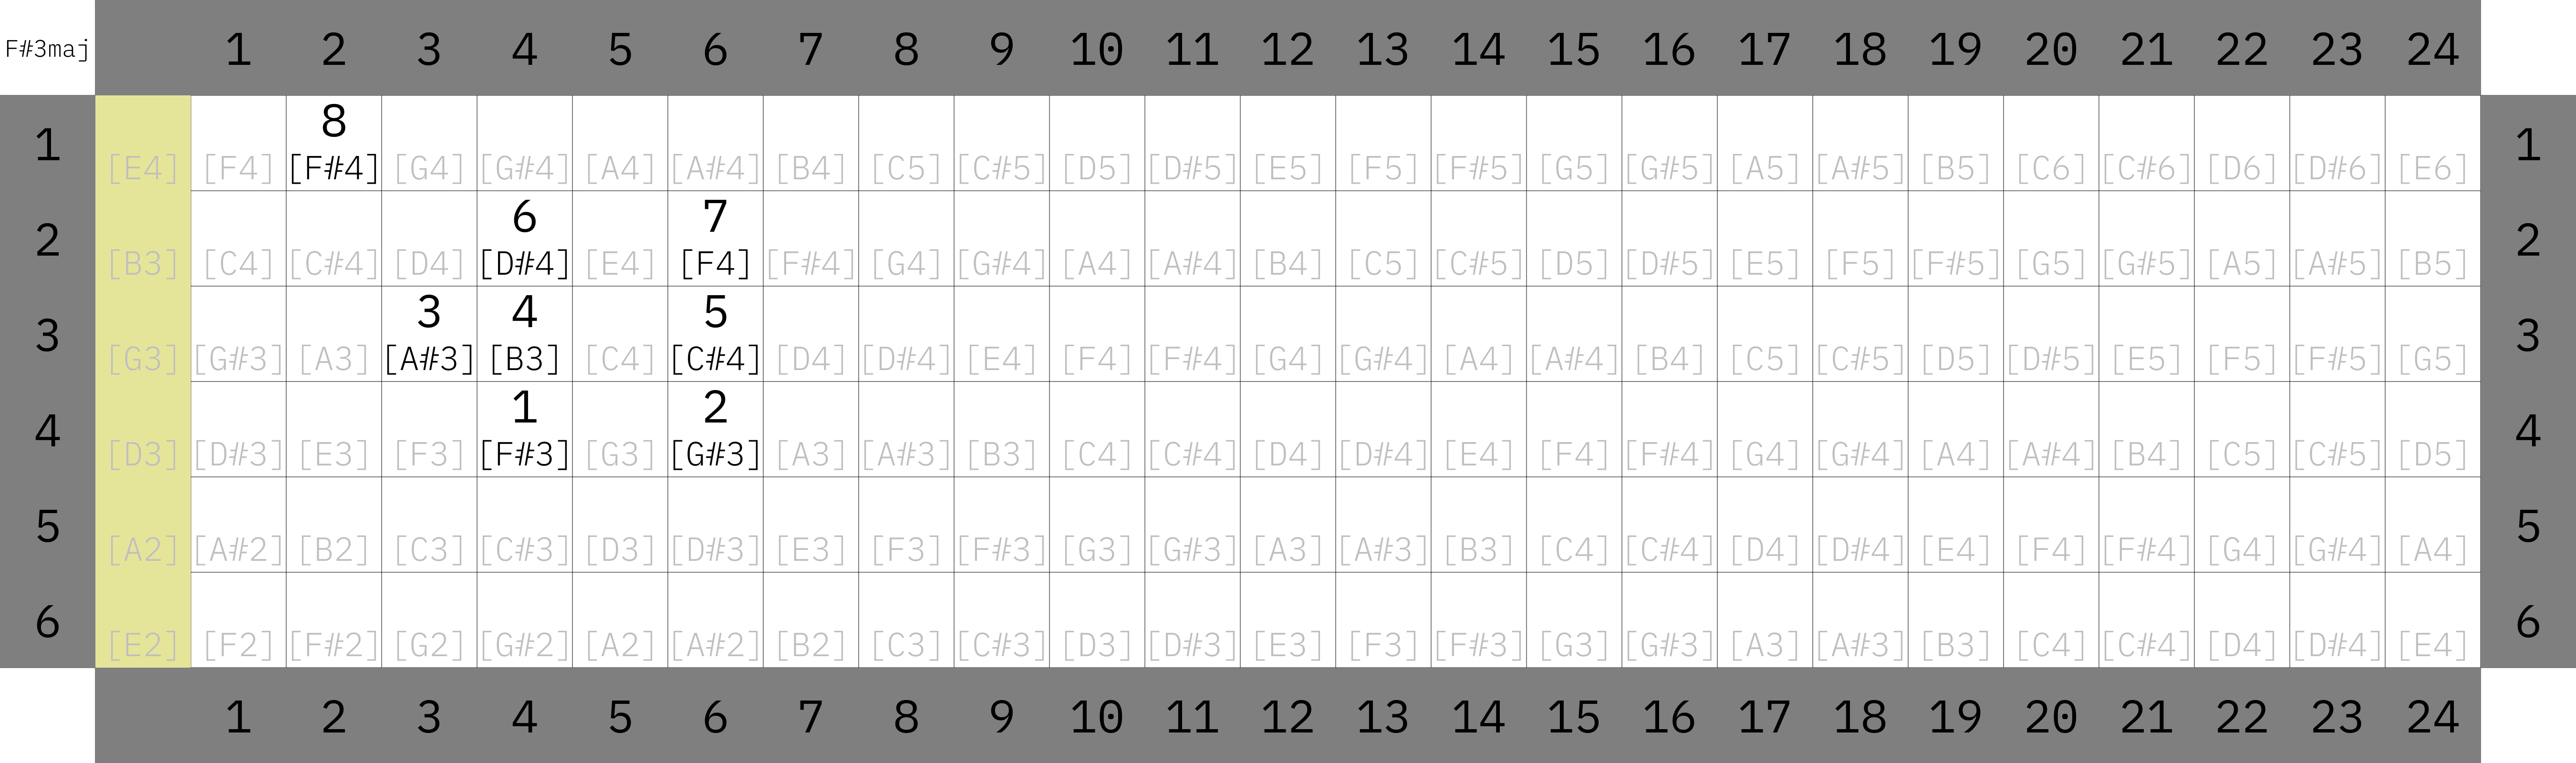 F#3maj 1 2 3 4 5 6 7 8 9 10 11 12 13 14 15 16 17 18 19 20 21 22 23 24
8
1 [E4] [F4] [F#4] [G4] [G#4] [A4] [A#4] [B4] [C5] [C#5] [D5] [D#5] [E5] [F5] [F#5] [G5] [G#5] [A5] [A#5] [B5] [C6] [C#6] [D6] [D#6] [E6] 1
6 7
2 [B3] [C4] [C#4] [D4] [D#4] [E4] [F4] [F#4] [G4] [G#4] [A4] [A#4] [B4] [C5] [C#5] [D5] [D#5] [E5] [F5] [F#5] [G5] [G#5] [A5] [A#5] [B5] 2
3 4 5
3 [G3] [G#3] [A3] [A#3] [B3] [C4] [C#4] [D4] [D#4] [E4] [F4] [F#4] [G4] [G#4] [A4] [A#4] [B4] [C5] [C#5] [D5] [D#5] [E5] [F5] [F#5] [G5] 3
1 2
4 [D3] [D#3] [E3] [F3] [F#3] [G3] [G#3] [A3] [A#3] [B3] [C4] [C#4] [D4] [D#4] [E4] [F4] [F#4] [G4] [G#4] [A4] [A#4] [B4] [C5] [C#5] [D5] 4
5 [A2] [A#2] [B2] [C3] [C#3] [D3] [D#3] [E3] [F3] [F#3] [G3] [G#3] [A3] [A#3] [B3] [C4] [C#4] [D4] [D#4] [E4] [F4] [F#4] [G4] [G#4] [A4] 5
6 [E2] [F2] [F#2] [G2] [G#2] [A2] [A#2] [B2] [C3] [C#3] [D3] [D#3] [E3] [F3] [F#3] [G3] [G#3] [A3] [A#3] [B3] [C4] [C#4] [D4] [D#4] [E4] 6
1 2 3 4 5 6 7 8 9 10 11 12 13 14 15 16 17 18 19 20 21 22 23 24